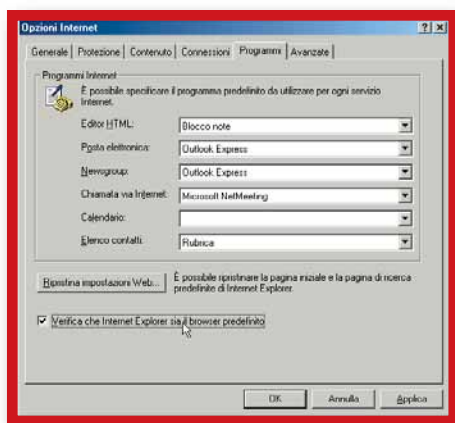 Opzioni Internet
Generale Protezione Contenuto Connessioni Programmi Avanzate
Programmi Internet
È possibile specificare il programma predefinito da utilizzare per ogni servizio
Internet.
Editor HTML: Blocco note
Posta elettronica: Outlook Express
Newsgroup: Outlook Express
Chiamata via Internet: Microsoft NetMeeting
Calendario:
Elenco contatti: Rubrica
Ripristina impostazioni Web... È possibile ripristinare la pagina iniziale e la pagina di ricerca
predefinite di Internet Explorer.
Verifica che Internet Explorer sia il browser predefinito
OK Annulla Applica